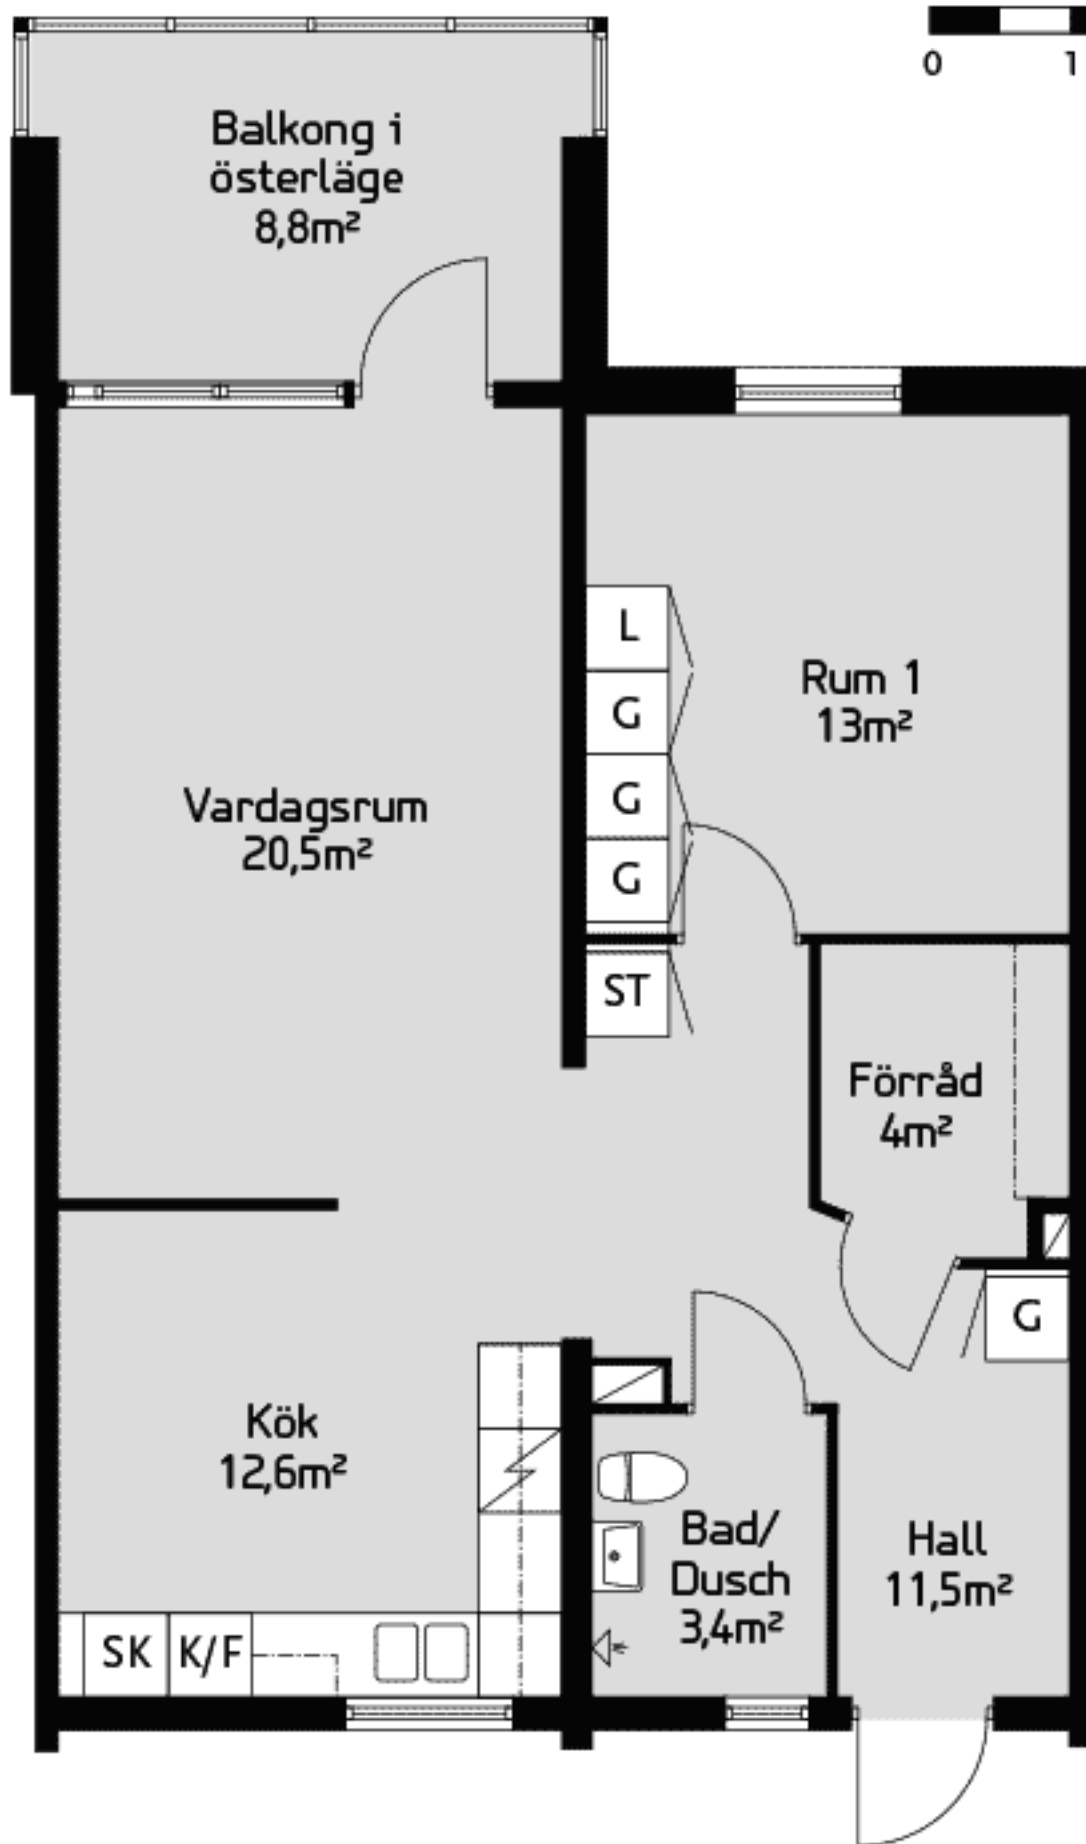 0 1
Balkong i
österläge
8,8m²
L
G
G
G
Rum 1
13m²
Vardagsrum
20,5m²
ST
Förråd
4m²
G
Kök
12,6m²
Bad/
Dusch
3,4m²
Hall
11,5m²
SK K/F